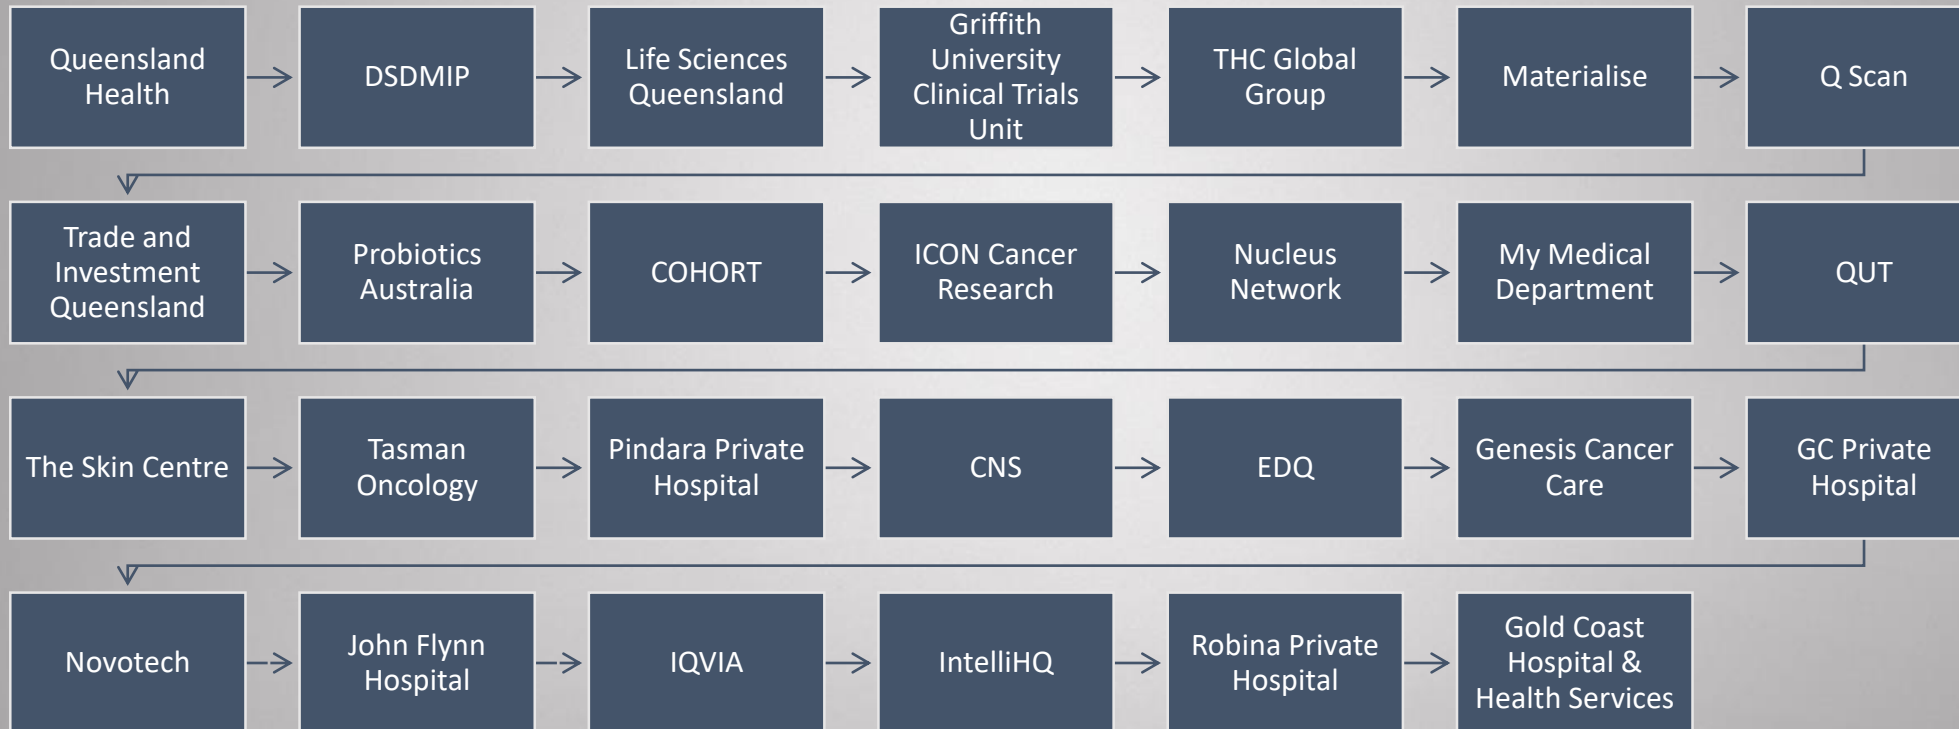 Queensland
Health
DSDMIP
Life Sciences
Queensland
Griffith
University
Clinical Trials
Unit
THC Global
Group
Materialise
Q Scan
Trade and
Investment
Queensland
Probiotics
Australia
COHORT
ICON Cancer
Research
Nucleus
Network
My Medical
Department
QUT
The Skin Centre
Tasman
Oncology
Pindara Private
Hospital
CNS
EDQ
Genesis Cancer
Care
GC Private
Hospital
Novotech
John Flynn
Hospital
IQVIA
IntelliHQ
Robina Private
Hospital
Gold Coast
Hospital &
Health Services